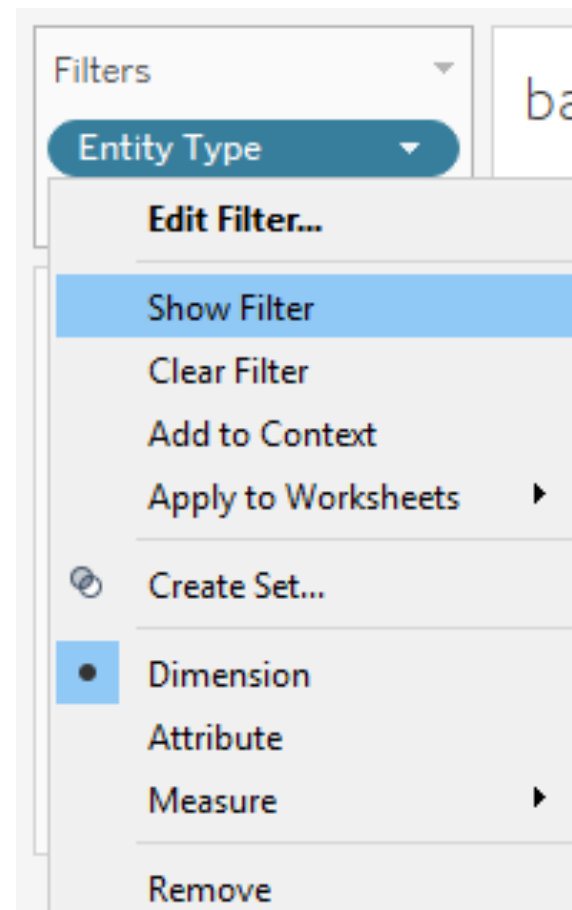 Filters
ba
Entity Type
Edit Filter...
Show Filter
Clear Filter
Add to Context
Apply to Worksheets
Create Set...
Dimension
Attribute
Measure
Remove